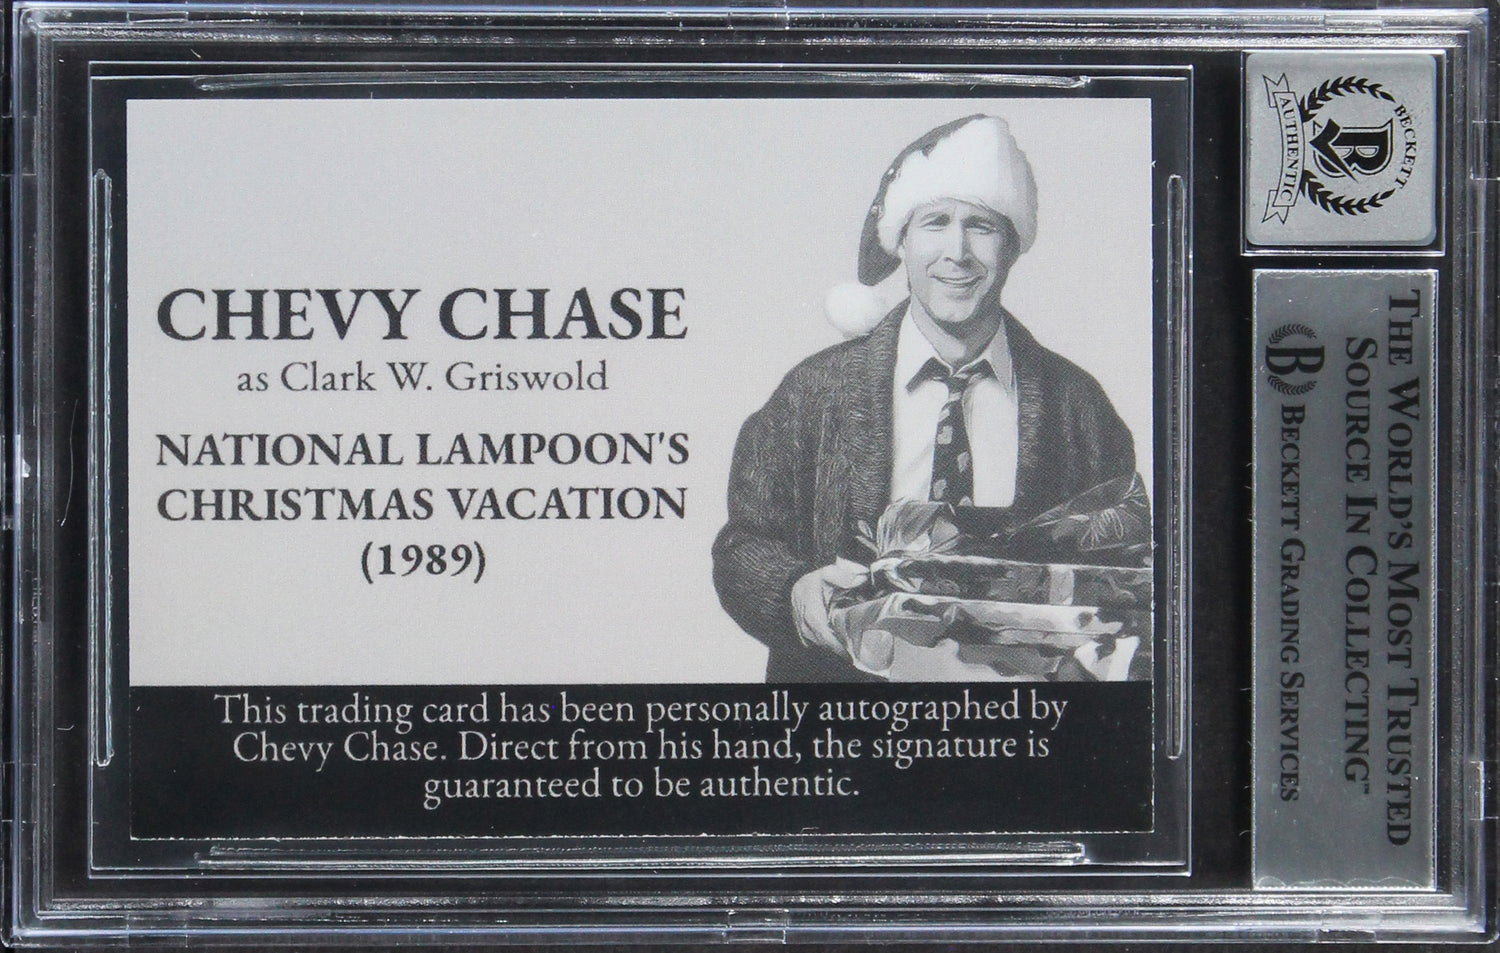 CHEVY CHASE
as Clark W. Griswold
NATIONAL LAMPOON'S
CHRISTMAS VACATION
(1989)
This trading card has been personally autographed by
Chevy Chase. Direct from his hand, the signature is
guaranteed to be authentic.
BECKETT
B
AUTHENTIC
THE WORLD'S MOST TRUSTED
SOURCE IN COLLECTING™
B BECKETT GRADING SERVICES